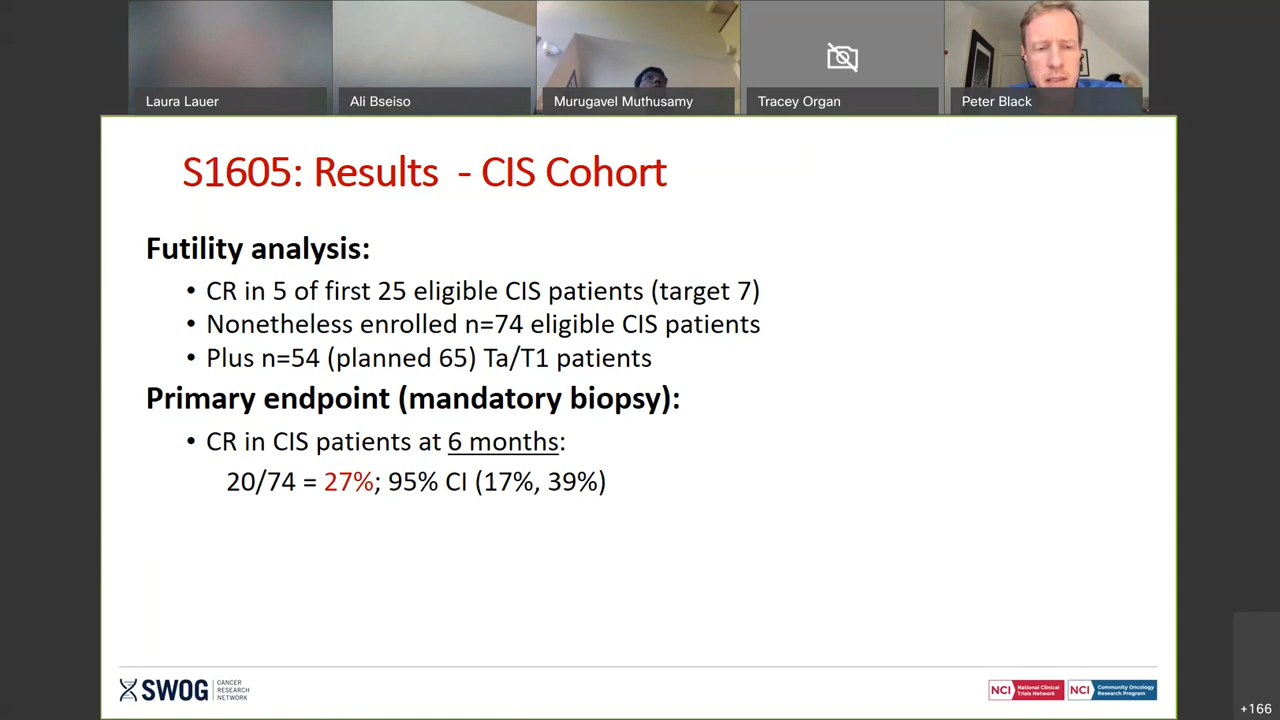 Laura Lauer
Ali Bseiso
Murugavel Muthusamy
Tracey Organ
Peter Black
S1605: Results - CIS Cohort
Futility analysis:
• CR in 5 of first 25 eligible CIS patients (target 7)
• Nonetheless enrolled n=74 eligible CIS patients
• Plus n=54 (planned 65) Ta/T1 patients
Primary endpoint (mandatory biopsy):
• CR in CIS patients at 6 months:
20/74 = 27%; 95% CI (17%, 39%)
SWOG
CANCER
RESEARCH
NETWORK
NCI
National Clinical
Trials Network
NCI
Community Oncology
Research Program
+166